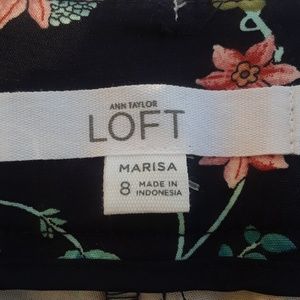 ANN TAYLOR
LOFT
MARISA
8 MADE IN
INDONESIA